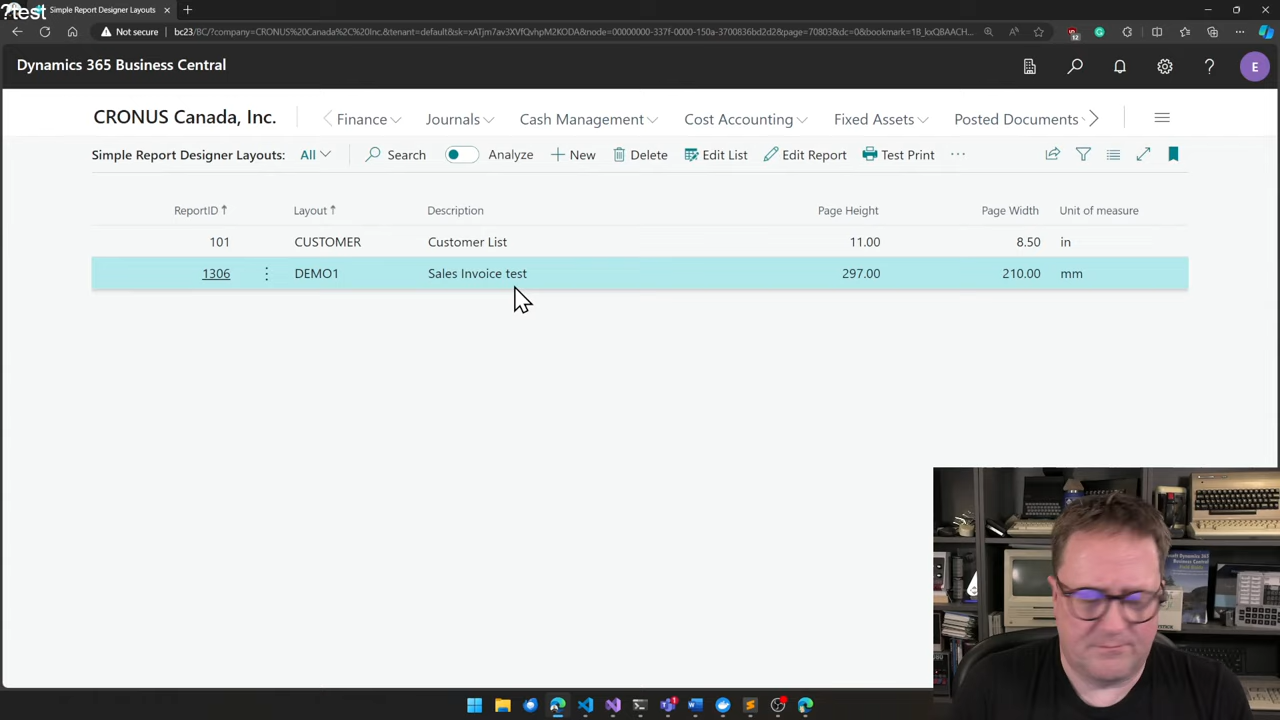 ?test
Simple Report Designer Layouts
Not secure
Dynamics 365 Business Central
E
CRONUS Canada, Inc.
Finance
Journals
Cash Management
Cost Accounting
Fixed Assets
Posted Documents
Simple Report Designer Layouts: All
Search
Analyze
New
Delete
Edit List
Edit Report
Test Print
ReportID Layout Description Page Height Page Width Unit of measure
101 CUSTOMER Customer List 11.00 8.50 in
1306 DEMO1 Sales Invoice test 297.00 210.00 mm